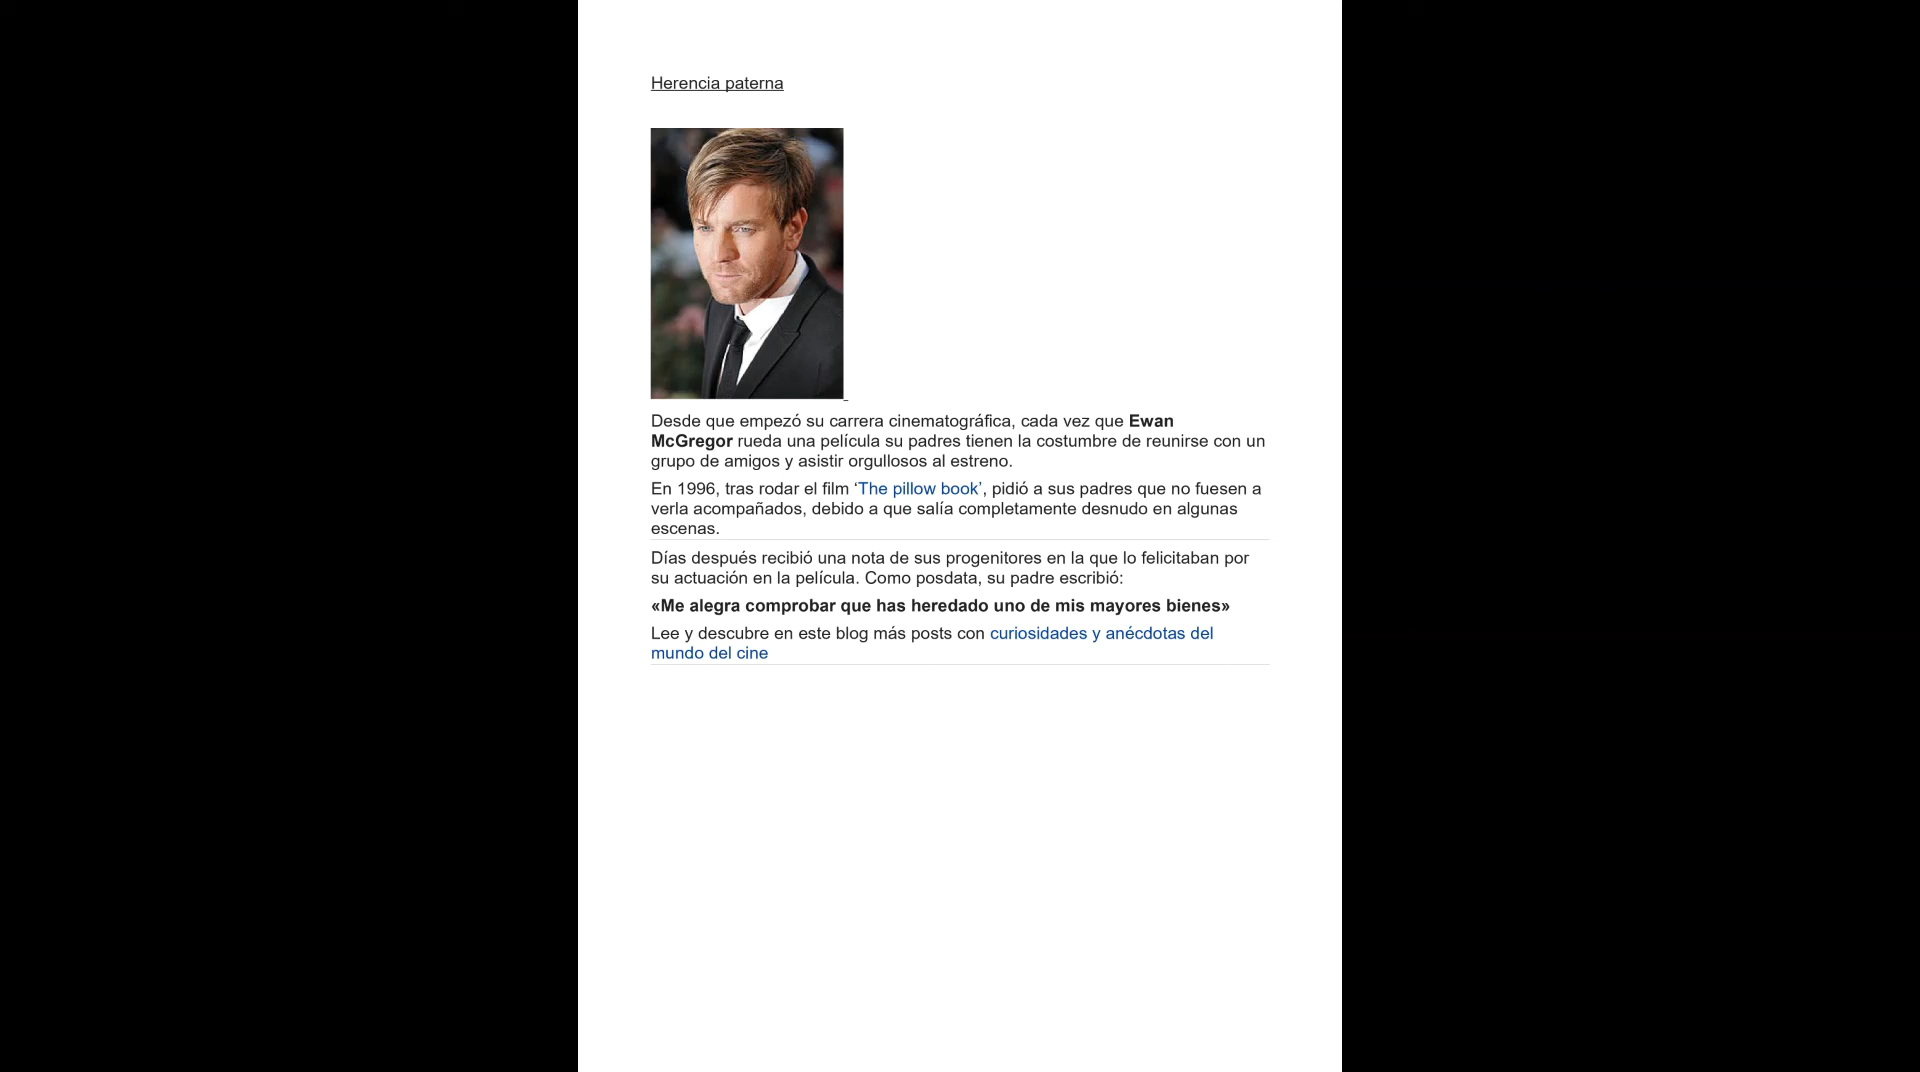 Herencia paterna
Desde que empezó su carrera cinematográfica, cada vez que Ewan
McGregor rueda una película su padres tienen la costumbre de reunirse con un
grupo de amigos y asistir orgullosos al estreno.
En 1996, tras rodar el film ‘The pillow book’, pidió a sus padres que no fuesen a
verla acompañados, debido a que salía completamente desnudo en algunas
escenas.
Días después recibió una nota de sus progenitores en la que lo felicitaban por
su actuación en la película. Como posdata, su padre escribió:
«Me alegra comprobar que has heredado uno de mis mayores bienes»
Lee y descubre en este blog más posts con curiosidades y anécdotas del
mundo del cine